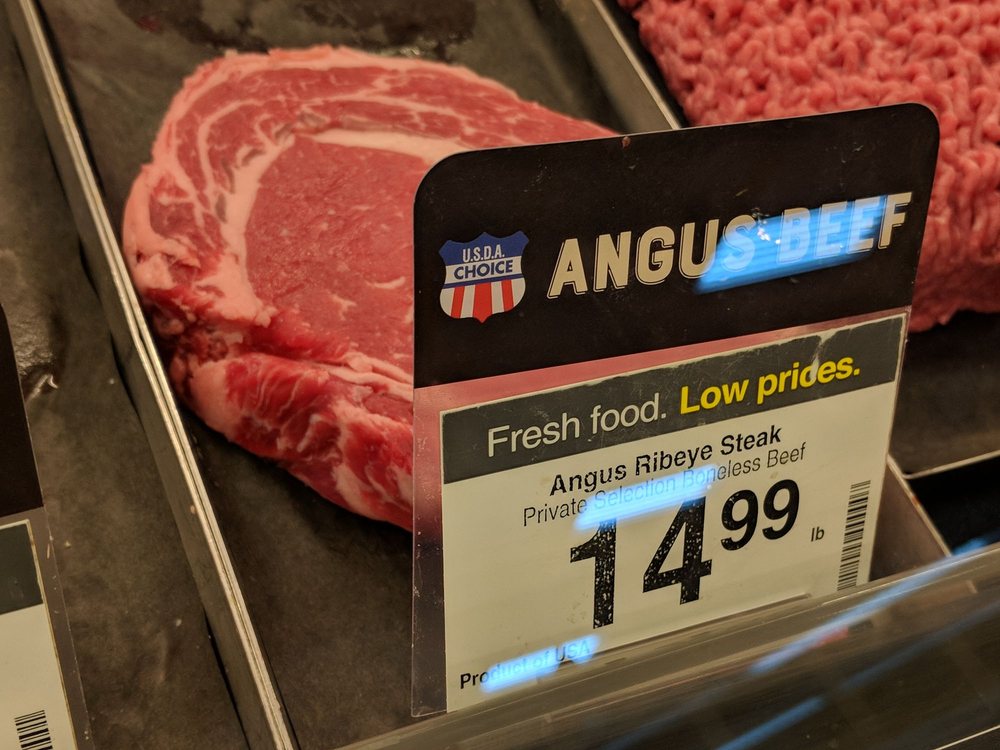 U.S.D.A.
CHOICE
ANGUS BEEF
Fresh food. Low prices.
Angus Ribeye Steak
Private Selection Boneless Beef
14 99 lb
Product of USA